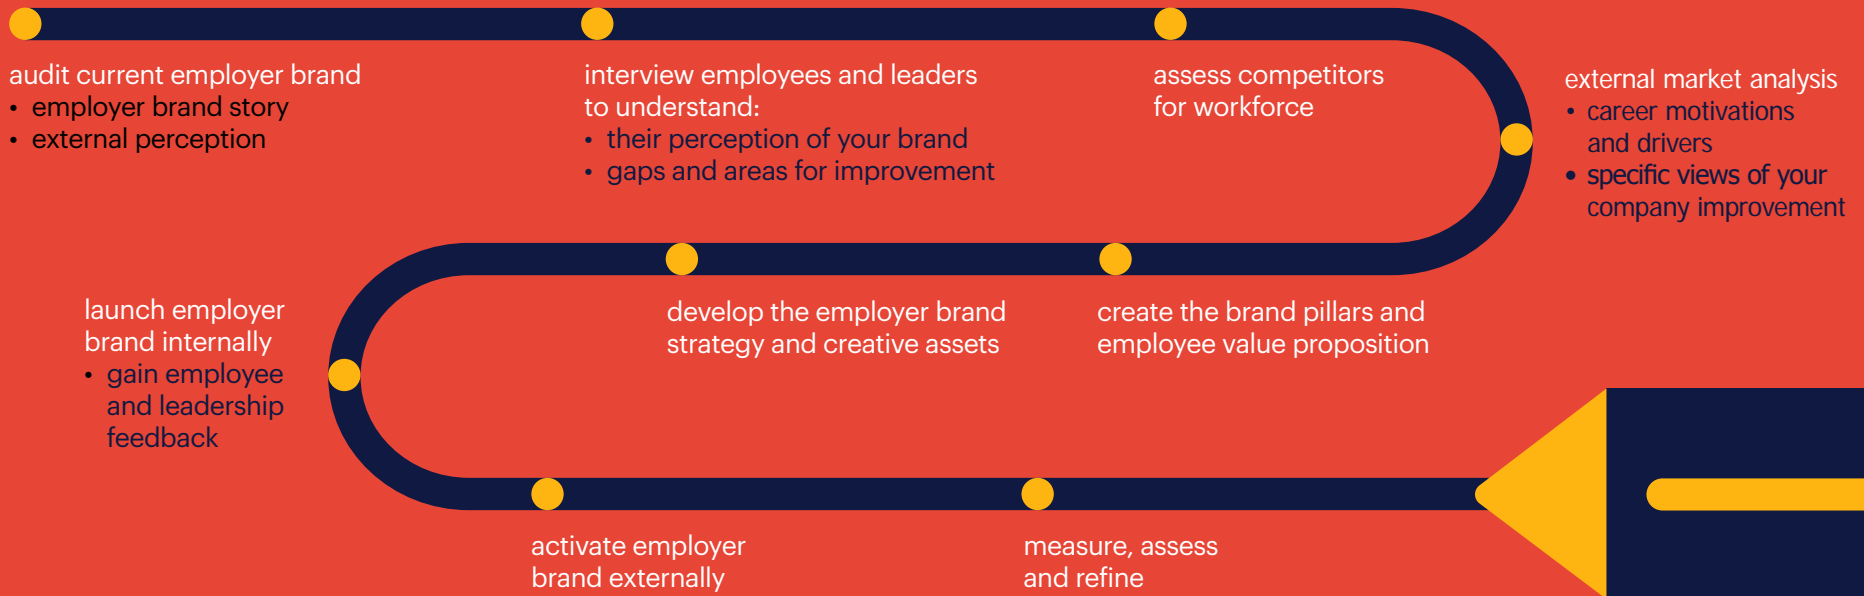 audit current employer brand
• employer brand story
• external perception
interview employees and leaders
to understand:
• their perception of your brand
• gaps and areas for improvement
assess competitors
for workforce
external market analysis
• career motivations
and drivers
• specific views of your
company improvement
create the brand pillars and
employee value proposition
develop the employer brand
strategy and creative assets
launch employer
brand internally
• gain employee
and leadership
feedback
activate employer
brand externally
measure, assess
and refine